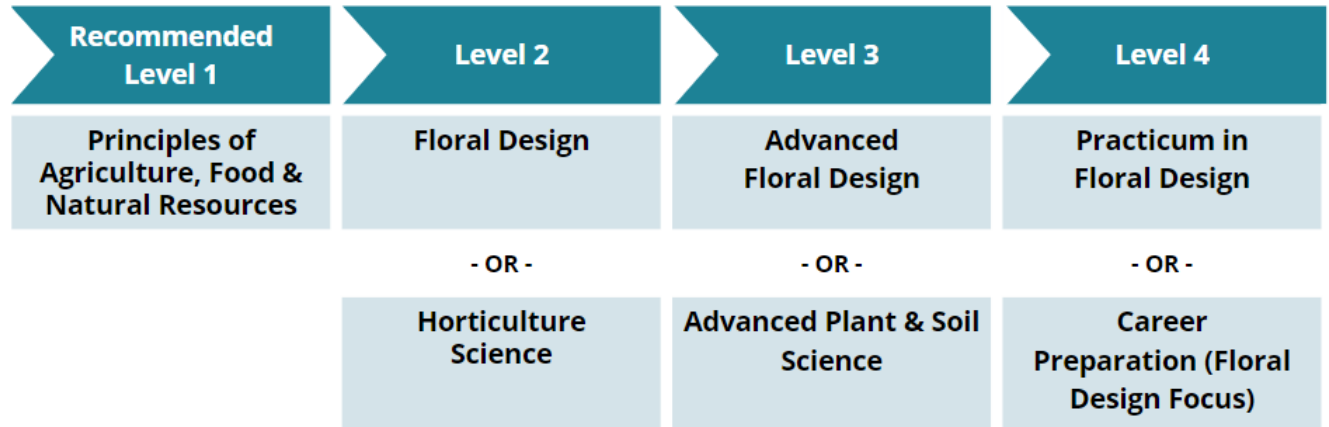 Recommended
Level 1
Level 2
Level 3
Level 4
Principles of
Agriculture, Food &
Natural Resources
Floral Design
Advanced
Floral Design
Practicum in
Floral Design
- OR -
- OR -
- OR -
Horticulture
Science
Advanced Plant & Soil
Science
Career
Preparation (Floral
Design Focus)